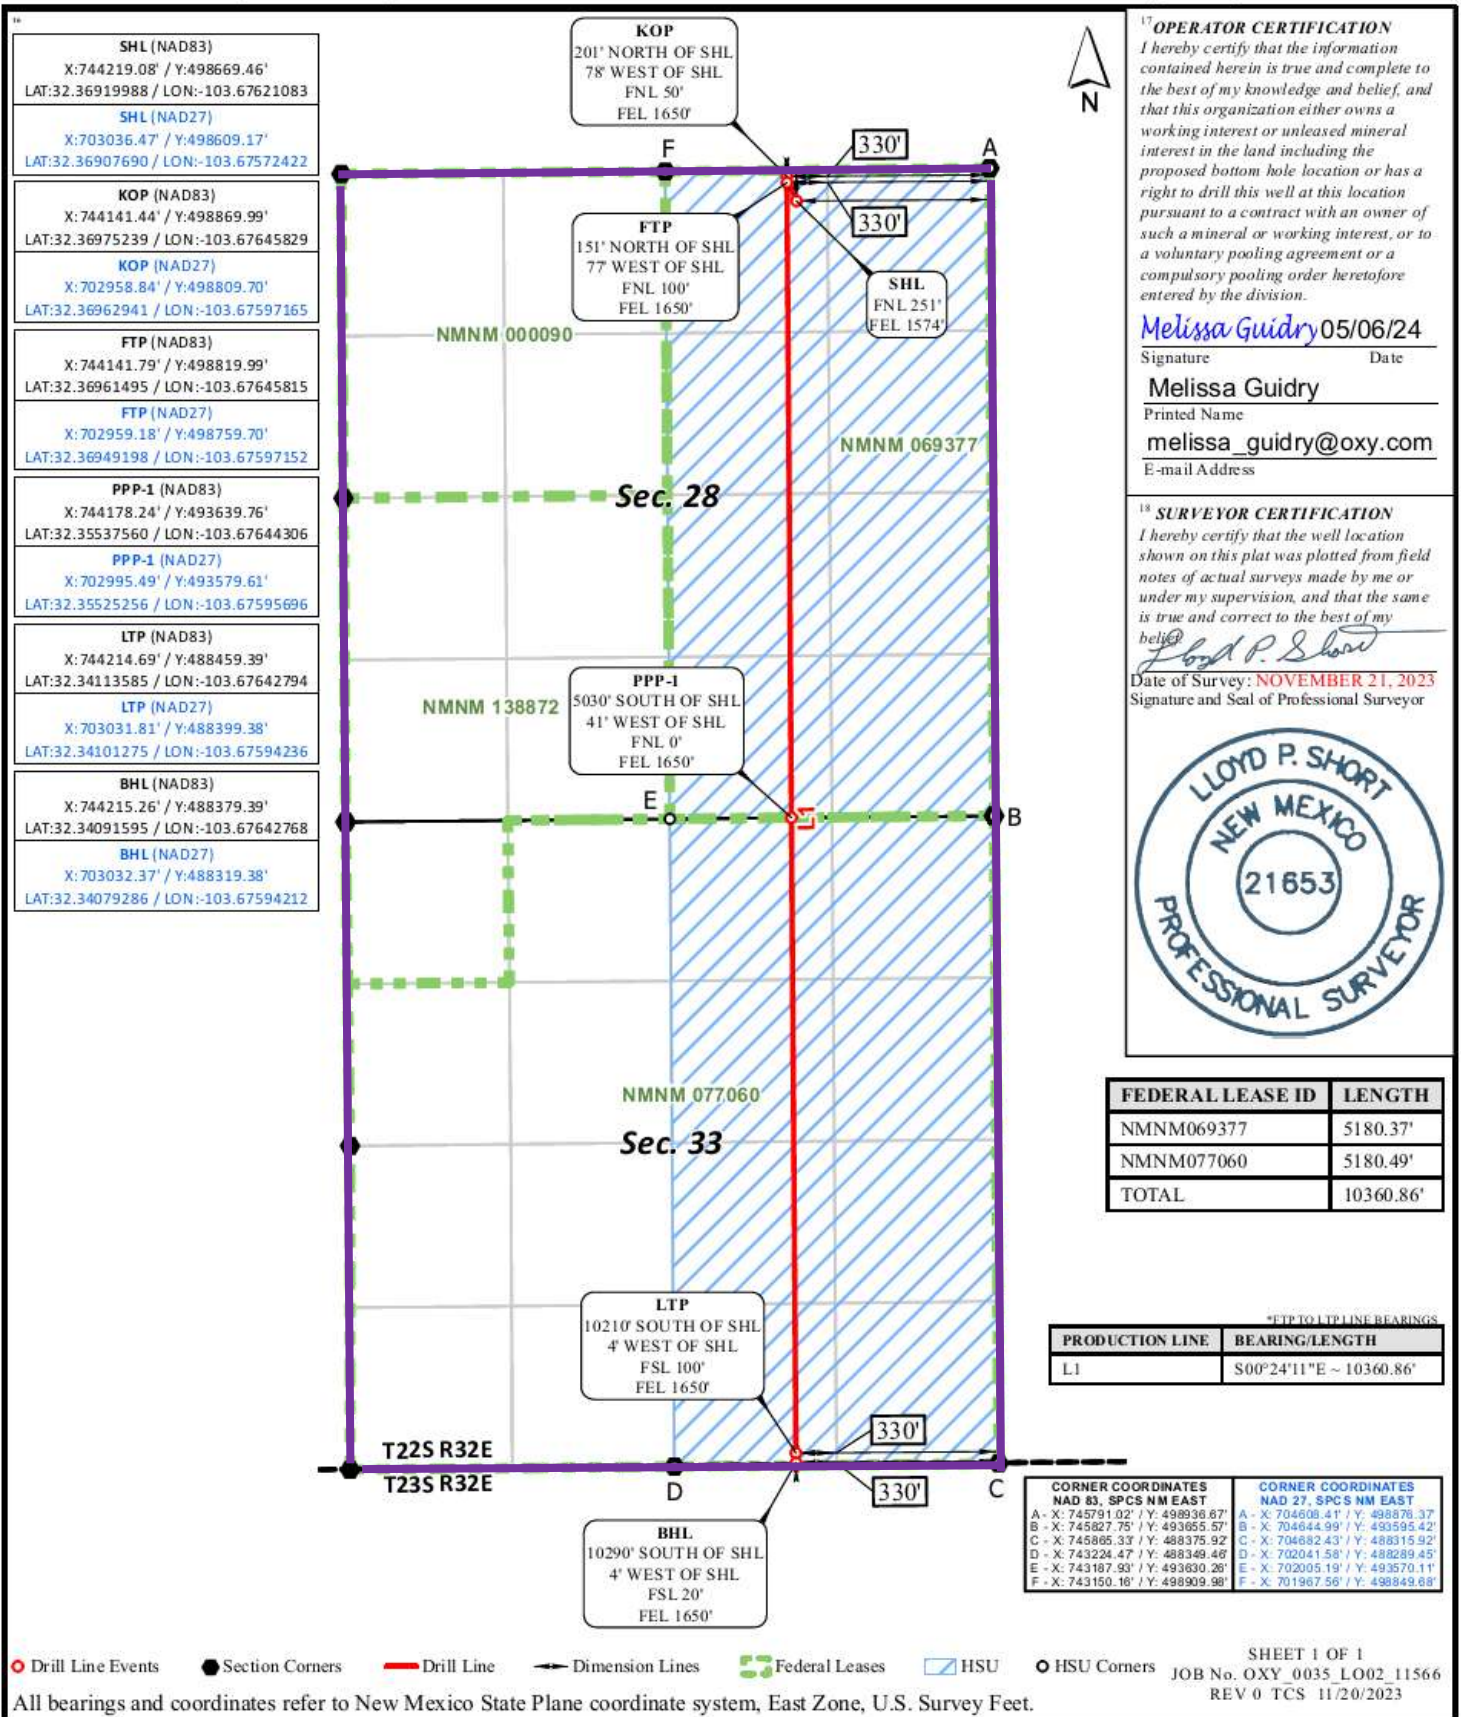 16
SHL (NAD83)
X:744219.08' / Y:498669.46'
LAT:32.36919988 / LON:-103.67621083
SHL (NAD27)
X:703036.47' / Y:498609.17'
LAT:32.36907690 / LON:-103.67572422
KOP (NAD83)
X:744141.44' / Y:498869.99'
LAT:32.36975239 / LON:-103.67645829
KOP (NAD27)
X:702958.84' / Y:498809.70'
LAT:32.36962941 / LON:-103.67597165
FTP (NAD83)
X:744141.79' / Y:498819.99'
LAT:32.36961495 / LON:-103.67645815
FTP (NAD27)
X:702959.18' / Y:498759.70'
LAT:32.36949198 / LON:-103.67597152
PPP-1 (NAD83)
X:744178.24' / Y:493639.76'
LAT:32.35537560 / LON:-103.67644306
PPP-1 (NAD27)
X:702995.49' / Y:493579.61'
LAT:32.35525256 / LON:-103.67595696
LTP (NAD83)
X:744214.69' / Y:488459.39'
LAT:32.34113585 / LON:-103.67642794
LTP (NAD27)
X:703031.81' / Y:488399.38'
LAT:32.34101275 / LON:-103.67594236
BHL (NAD83)
X:744215.26' / Y:488379.39'
LAT:32.34091595 / LON:-103.67642768
BHL (NAD27)
X:703032.37' / Y:488319.38'
LAT:32.34079286 / LON:-103.67594212
KOP
201' NORTH OF SHL
78' WEST OF SHL
FNL 50'
FEL 1650'
N
F
330'
A
FTP
151' NORTH OF SHL
77' WEST OF SHL
FNL 100'
FEL 1650'
330'
SHL
FNL 251'
FEL 1574'
NMNM 000090
NMNM 069377
Sec. 28
PPP-1
5030' SOUTH OF SHL
41' WEST OF SHL
FNL 0'
FEL 1650'
NMNM 138872
E
L1
B
NMNM 077060
Sec. 33
LTP
10210' SOUTH OF SHL
4' WEST OF SHL
FSL 100'
FEL 1650'
330'
T22S R32E
T23S R32E
D
330'
C
BHL
10290' SOUTH OF SHL
4' WEST OF SHL
FSL 20'
FEL 1650'
17 OPERATOR CERTIFICATION
I hereby certify that the information
contained herein is true and complete to
the best of my knowledge and belief, and
that this organization either owns a
working interest or unleased mineral
interest in the land including the
proposed bottom hole location or has a
right to drill this well at this location
pursuant to a contract with an owner of
such a mineral or working interest, or to
a voluntary pooling agreement or a
compulsory pooling order heretofore
entered by the division.
Melissa Guidry 05/06/24
Signature Date
Melissa Guidry
Printed Name
melissa_guidry@oxy.com
E-mail Address
18 SURVEYOR CERTIFICATION
I hereby certify that the well location
shown on this plat was plotted from field
notes of actual surveys made by me or
under my supervision, and that the same
is true and correct to the best of my
belief.
Lloyd P. Short
Date of Survey: NOVEMBER 21, 2023
Signature and Seal of Professional Surveyor
LLOYD P. SHORT
NEW MEXICO
21653
PROFESSIONAL SURVEYOR
FEDERAL LEASE ID LENGTH
NMNM069377 5180.37'
NMNM077060 5180.49'
TOTAL 10360.86'
*FTP TO LTP LINE BEARINGS
PRODUCTION LINE BEARING/LENGTH
L1 S00°24'11"E ~ 10360.86'
CORNER COORDINATES
NAD 83, SPCS NM EAST
A - X: 745791.02' / Y: 498936.67'
B - X: 745827.75' / Y: 493655.57'
C - X: 745865.33' / Y: 488375.92'
D - X: 743224.47' / Y: 488349.46'
E - X: 743187.93' / Y: 493630.26'
F - X: 743150.16' / Y: 498909.98'
CORNER COORDINATES
NAD 27, SPCS NM EAST
A - X: 704608.41' / Y: 498876.37'
B - X: 704644.99' / Y: 493595.42'
C - X: 704682.43' / Y: 488315.92'
D - X: 702041.58' / Y: 488289.45'
E - X: 702005.19' / Y: 493570.11'
F - X: 701967.56' / Y: 498849.68'
Drill Line Events Section Corners Drill Line Dimension Lines Federal Leases HSU HSU Corners
SHEET 1 OF 1
JOB No. OXY_0035_LO02_11566
REV 0 TCS 11/20/2023
All bearings and coordinates refer to New Mexico State Plane coordinate system, East Zone, U.S. Survey Feet.